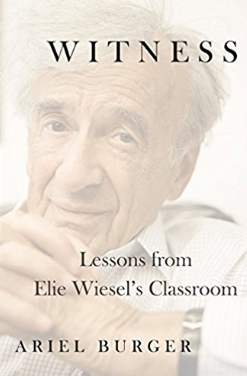 WITNESS
Lessons from
Elie Wiesel's Classroom
ARIEL BURGER